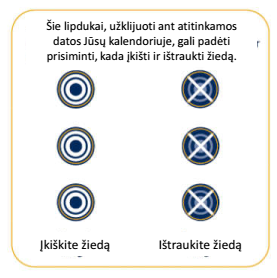 Šie lipdukai, užklijuoti ant atitinkamos
datos Jūsų kalendoriuje, gali padėti
prisiminti, kada įkišti ir ištraukti žiedą.
Įkiškite žiedą
Ištraukite žiedą